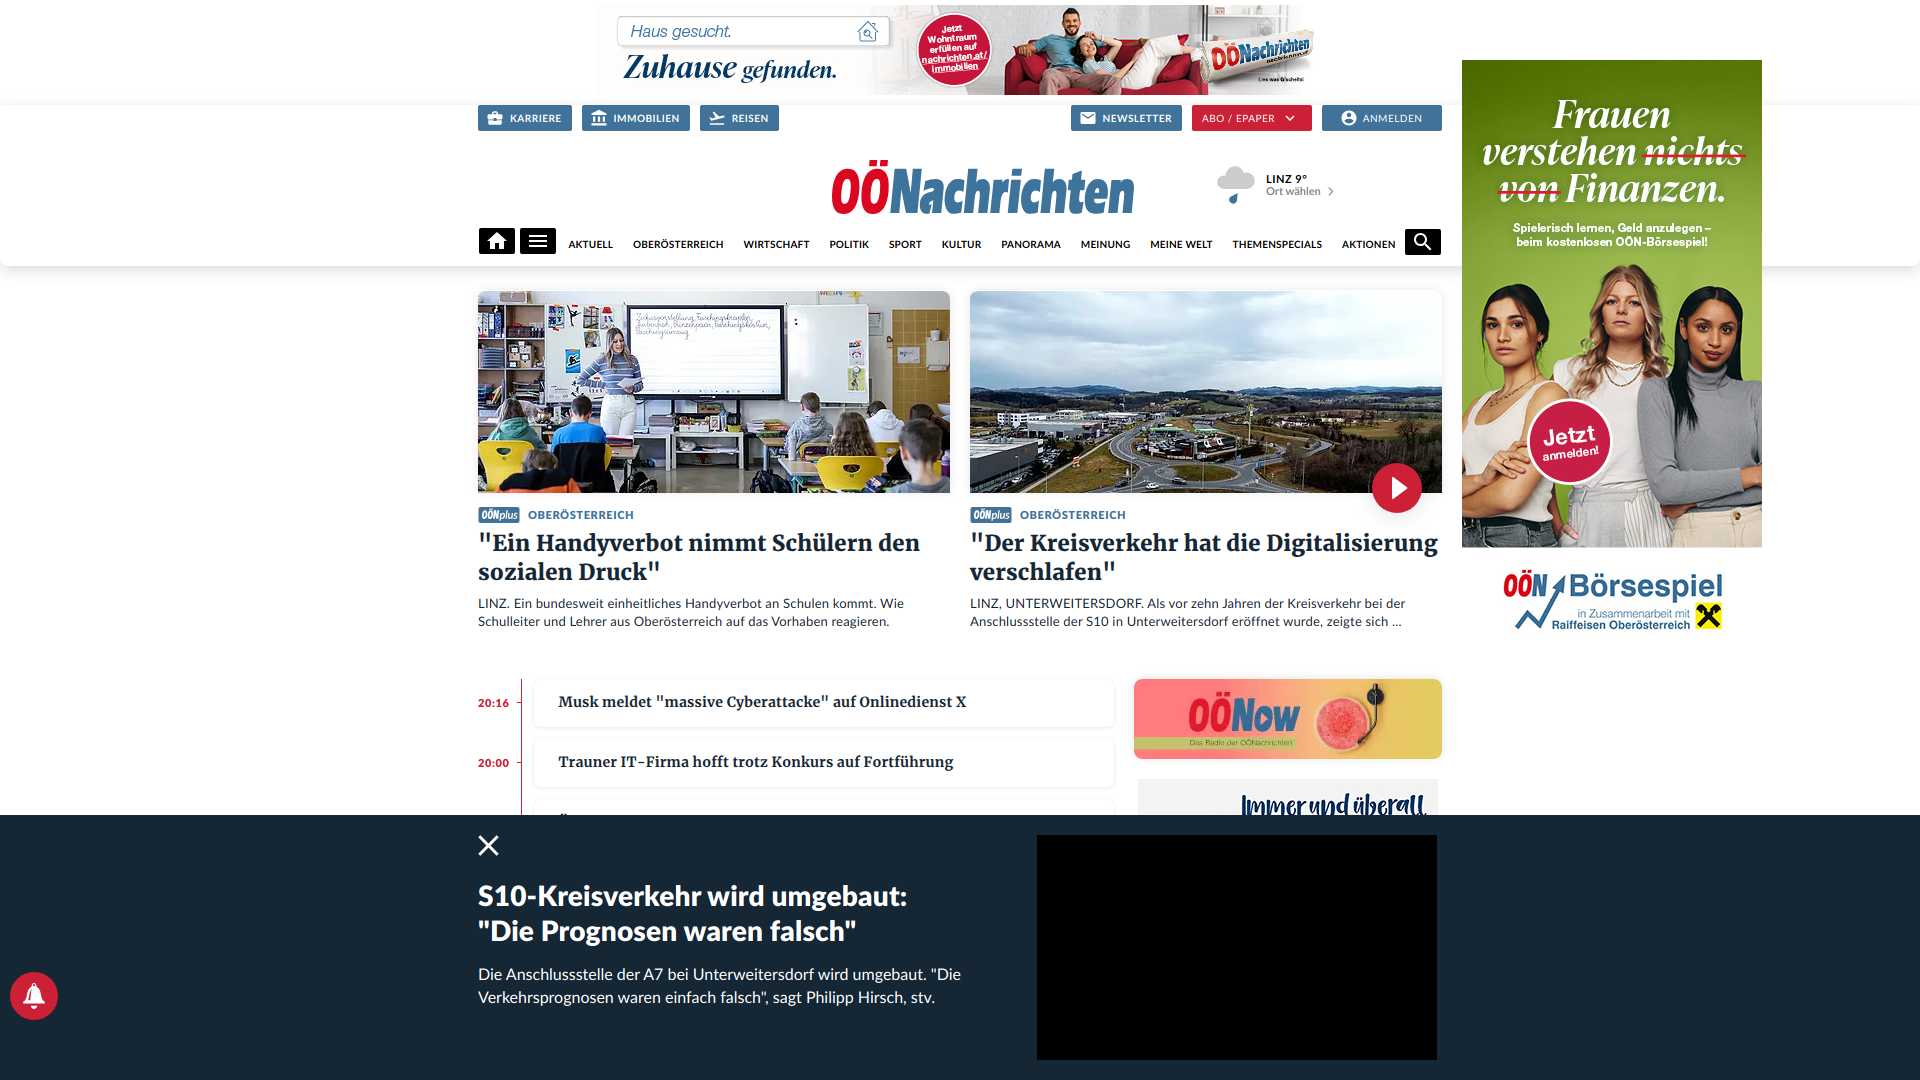 Haus gesucht.
Zuhause gefunden.
Jetzt
Wohntraum
erfüllen auf
nachrichten.at/
immobilien
OÖNachrichten
Lies was G'scheits!
KARRIERE
IMMOBILIEN
REISEN
NEWSLETTER
ABO / EPAPER
ANMELDEN
OÖNachrichten
LINZ 9°
Ort wählen
AKTUELL
OBERÖSTERREICH
WIRTSCHAFT
POLITIK
SPORT
KULTUR
PANORAMA
MEINUNG
MEINE WELT
THEMENSPECIALS
AKTIONEN
Frauen
verstehen nichts
von Finanzen.
Spielerisch lernen, Geld anzulegen –
beim kostenlosen OÖN-Börsespiel!
Jetzt
anmelden!
OÖN Börsespiel
in Zusammenarbeit mit
Raiffeisen Oberösterreich
OÖNplus OBERÖSTERREICH
"Ein Handyverbot nimmt Schülern den
sozialen Druck"
LINZ. Ein bundesweit einheitliches Handyverbot an Schulen kommt. Wie
Schulleiter und Lehrer aus Oberösterreich auf das Vorhaben reagieren.
OÖNplus OBERÖSTERREICH
"Der Kreisverkehr hat die Digitalisierung
verschlafen"
LINZ, UNTERWEITERSDORF. Als vor zehn Jahren der Kreisverkehr bei der
Anschlussstelle der S10 in Unterweitersdorf eröffnet wurde, zeigte sich ...
20:16
Musk meldet "massive Cyberattacke" auf Onlinedienst X
20:00
Trauner IT-Firma hofft trotz Konkurs auf Fortführung
OÖNow
Das Radio der OÖNachrichten
Immer und überall
S10-Kreisverkehr wird umgebaut:
"Die Prognosen waren falsch"
Die Anschlussstelle der A7 bei Unterweitersdorf wird umgebaut. "Die
Verkehrsprognosen waren einfach falsch", sagt Philipp Hirsch, stv.